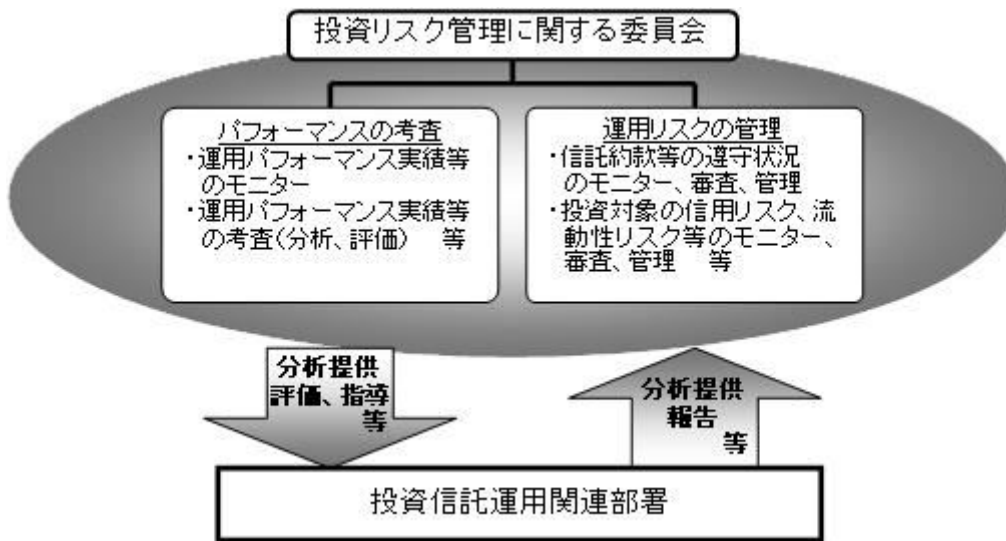 投資リスク管理に関する委員会
パフォーマンスの考査
・運用パフォーマンス実績等
のモニター
・運用パフォーマンス実績等
の考査(分析、評価)　等
運用リスクの管理
・信託約款等の遵守状況
のモニター、審査、管理
・投資対象の信用リスク、流
動性リスク等のモニター、
審査、管理　等
分析提供
評価、指導
等
分析提供
報告
等
投資信託運用関連部署